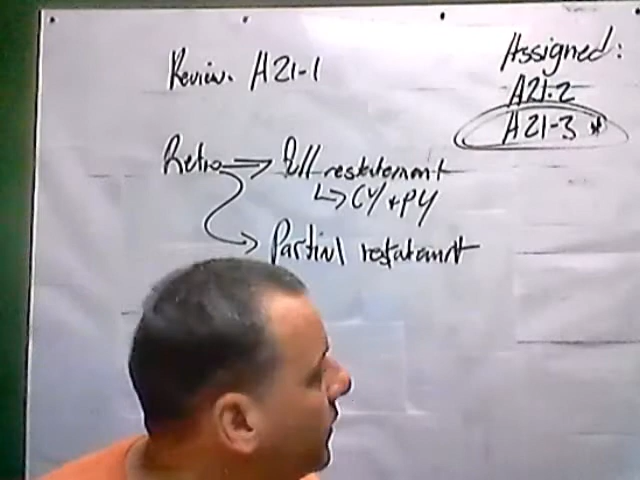 Review. A21-1
Assigned:
A21-2
A21-3 *
Retro → Full restatement
↳ CY + PY
→ Partial restatement